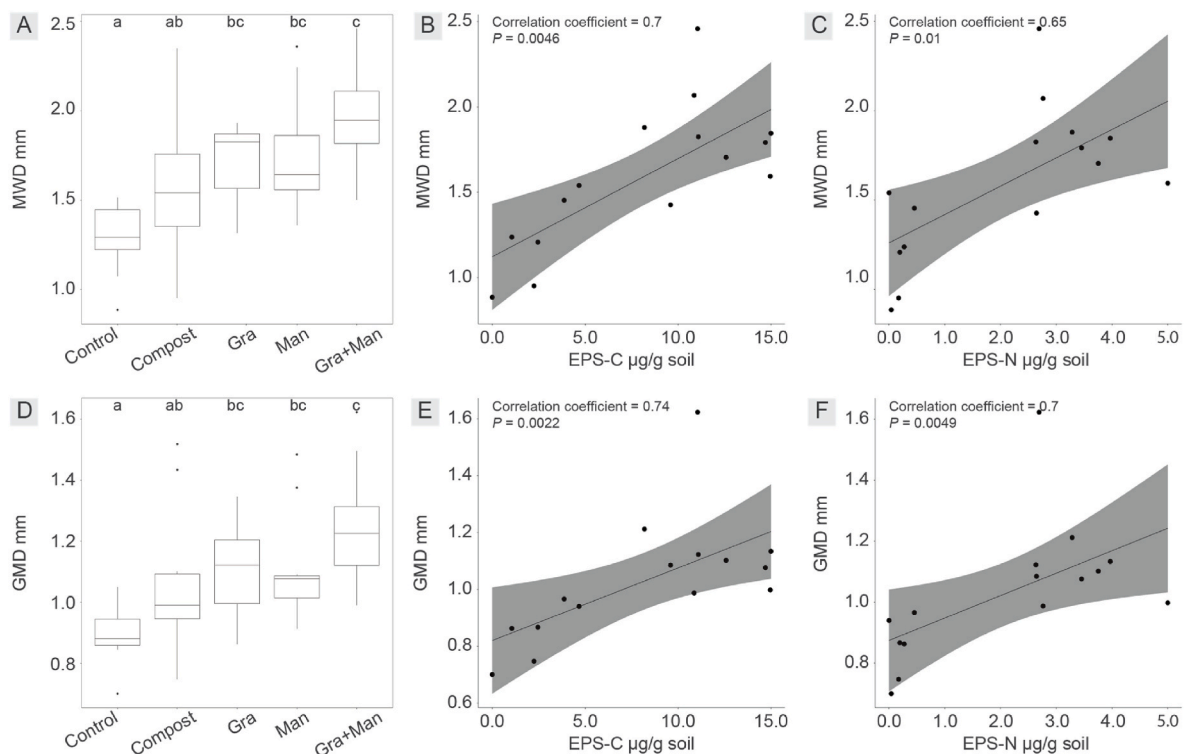 A
a ab bc bc c
2.5
2.0
1.5
1.0
MWD mm
Control Compost Gra Man Gra+Man
B
Correlation coefficient = 0.7
P = 0.0046
2.5
2.0
1.5
1.0
MWD mm
0.0 5.0 10.0 15.0
EPS-C µg/g soil
C
Correlation coefficient = 0.65
P = 0.01
2.5
2.0
1.5
1.0
MWD mm
0.0 1.0 2.0 3.0 4.0 5.0
EPS-N µg/g soil
D
a ab bc bc ç
1.6
1.4
1.2
1.0
0.8
GMD mm
Control Compost Gra Man Gra+Man
E
Correlation coefficient = 0.74
P = 0.0022
1.6
1.4
1.2
1.0
0.8
0.6
GMD mm
0.0 5.0 10.0 15.0
EPS-C µg/g soil
F
Correlation coefficient = 0.7
P = 0.0049
1.6
1.4
1.2
1.0
0.8
GMD mm
0.0 1.0 2.0 3.0 4.0 5.0
EPS-N µg/g soil